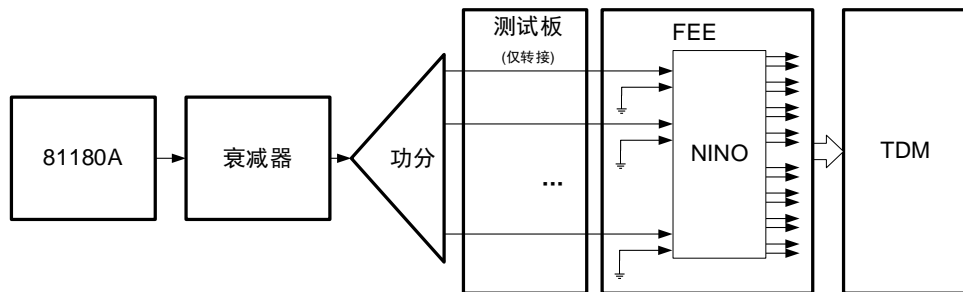 81180A
衰减器
功分
测试板
(仅转接)
...
FEE
NINO
TDM